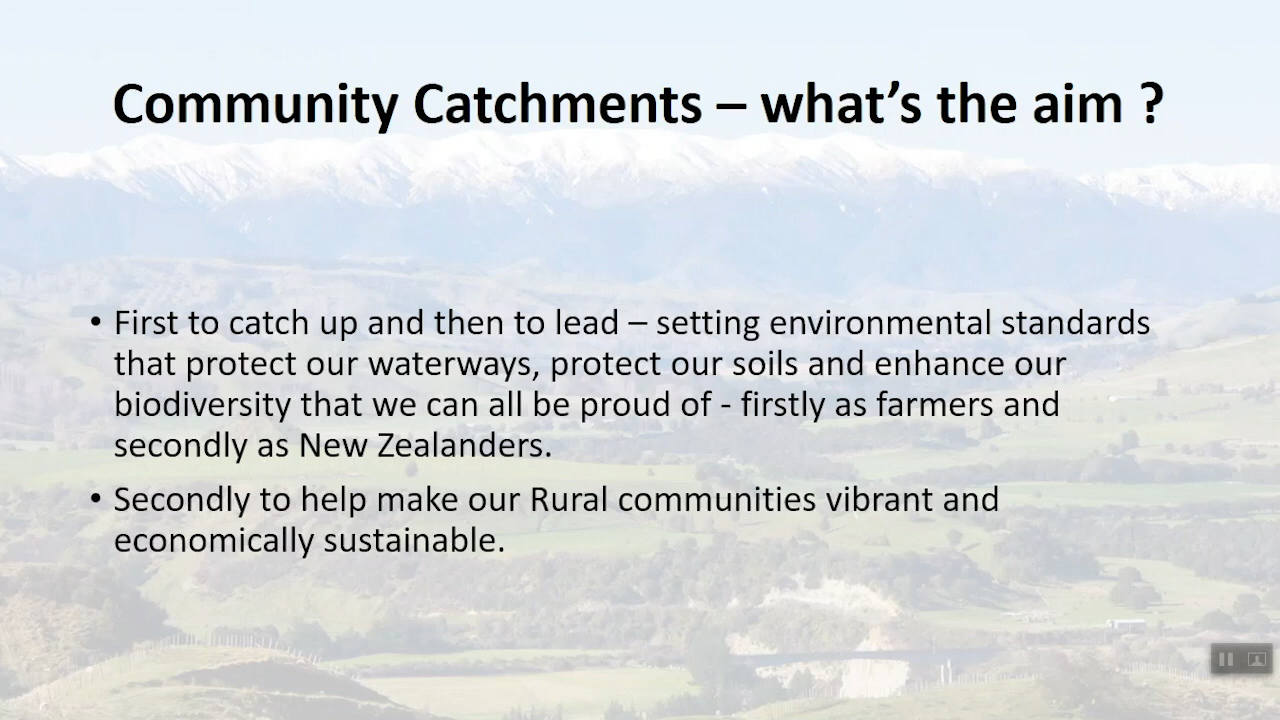 Community Catchments – what’s the aim ?
• First to catch up and then to lead – setting environmental standards
that protect our waterways, protect our soils and enhance our
biodiversity that we can all be proud of - firstly as farmers and
secondly as New Zealanders.
• Secondly to help make our Rural communities vibrant and
economically sustainable.